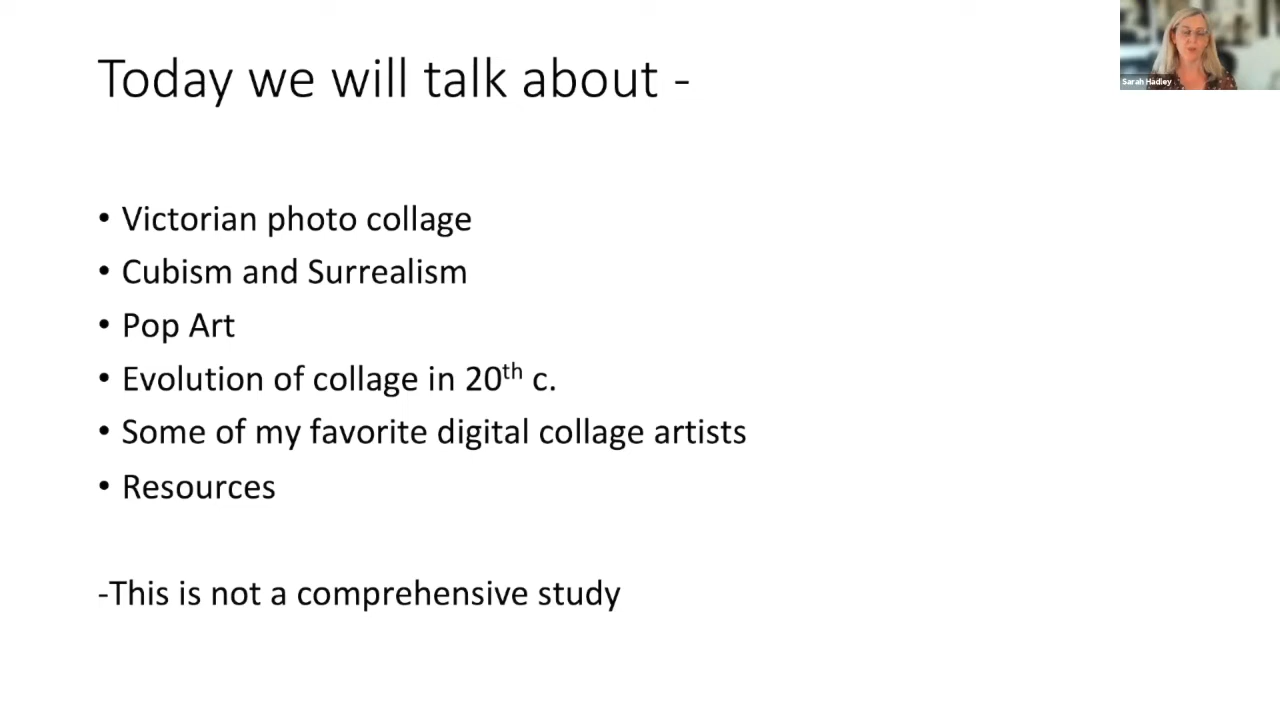 Today we will talk about -
Sarah Hadley
• Victorian photo collage
• Cubism and Surrealism
• Pop Art
• Evolution of collage in 20th c.
• Some of my favorite digital collage artists
• Resources
-This is not a comprehensive study